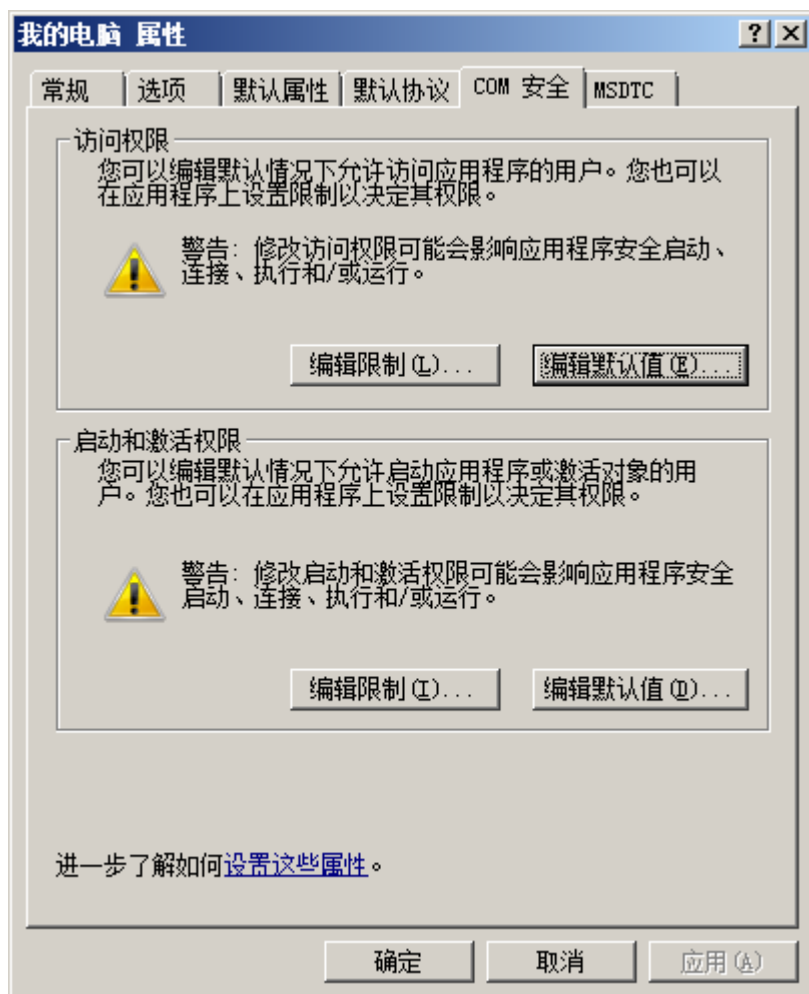 我的电脑 属性
常规 选项 默认属性 默认协议 COM 安全 MSDTC
访问权限
您可以编辑默认情况下允许访问应用程序的用户。您也可以
在应用程序上设置限制以决定其权限。
警告: 修改访问权限可能会影响应用程序安全启动、
连接、执行和/或运行。
编辑限制(L)... 编辑默认值(E)...
启动和激活权限
您可以编辑默认情况下允许启动应用程序或激活对象的用
户。您也可以在应用程序上设置限制以决定其权限。
警告: 修改启动和激活权限可能会影响应用程序安全
启动、连接、执行和/或运行。
编辑限制(I)... 编辑默认值(D)...
进一步了解如何设置这些属性。
确定 取消 应用(A)